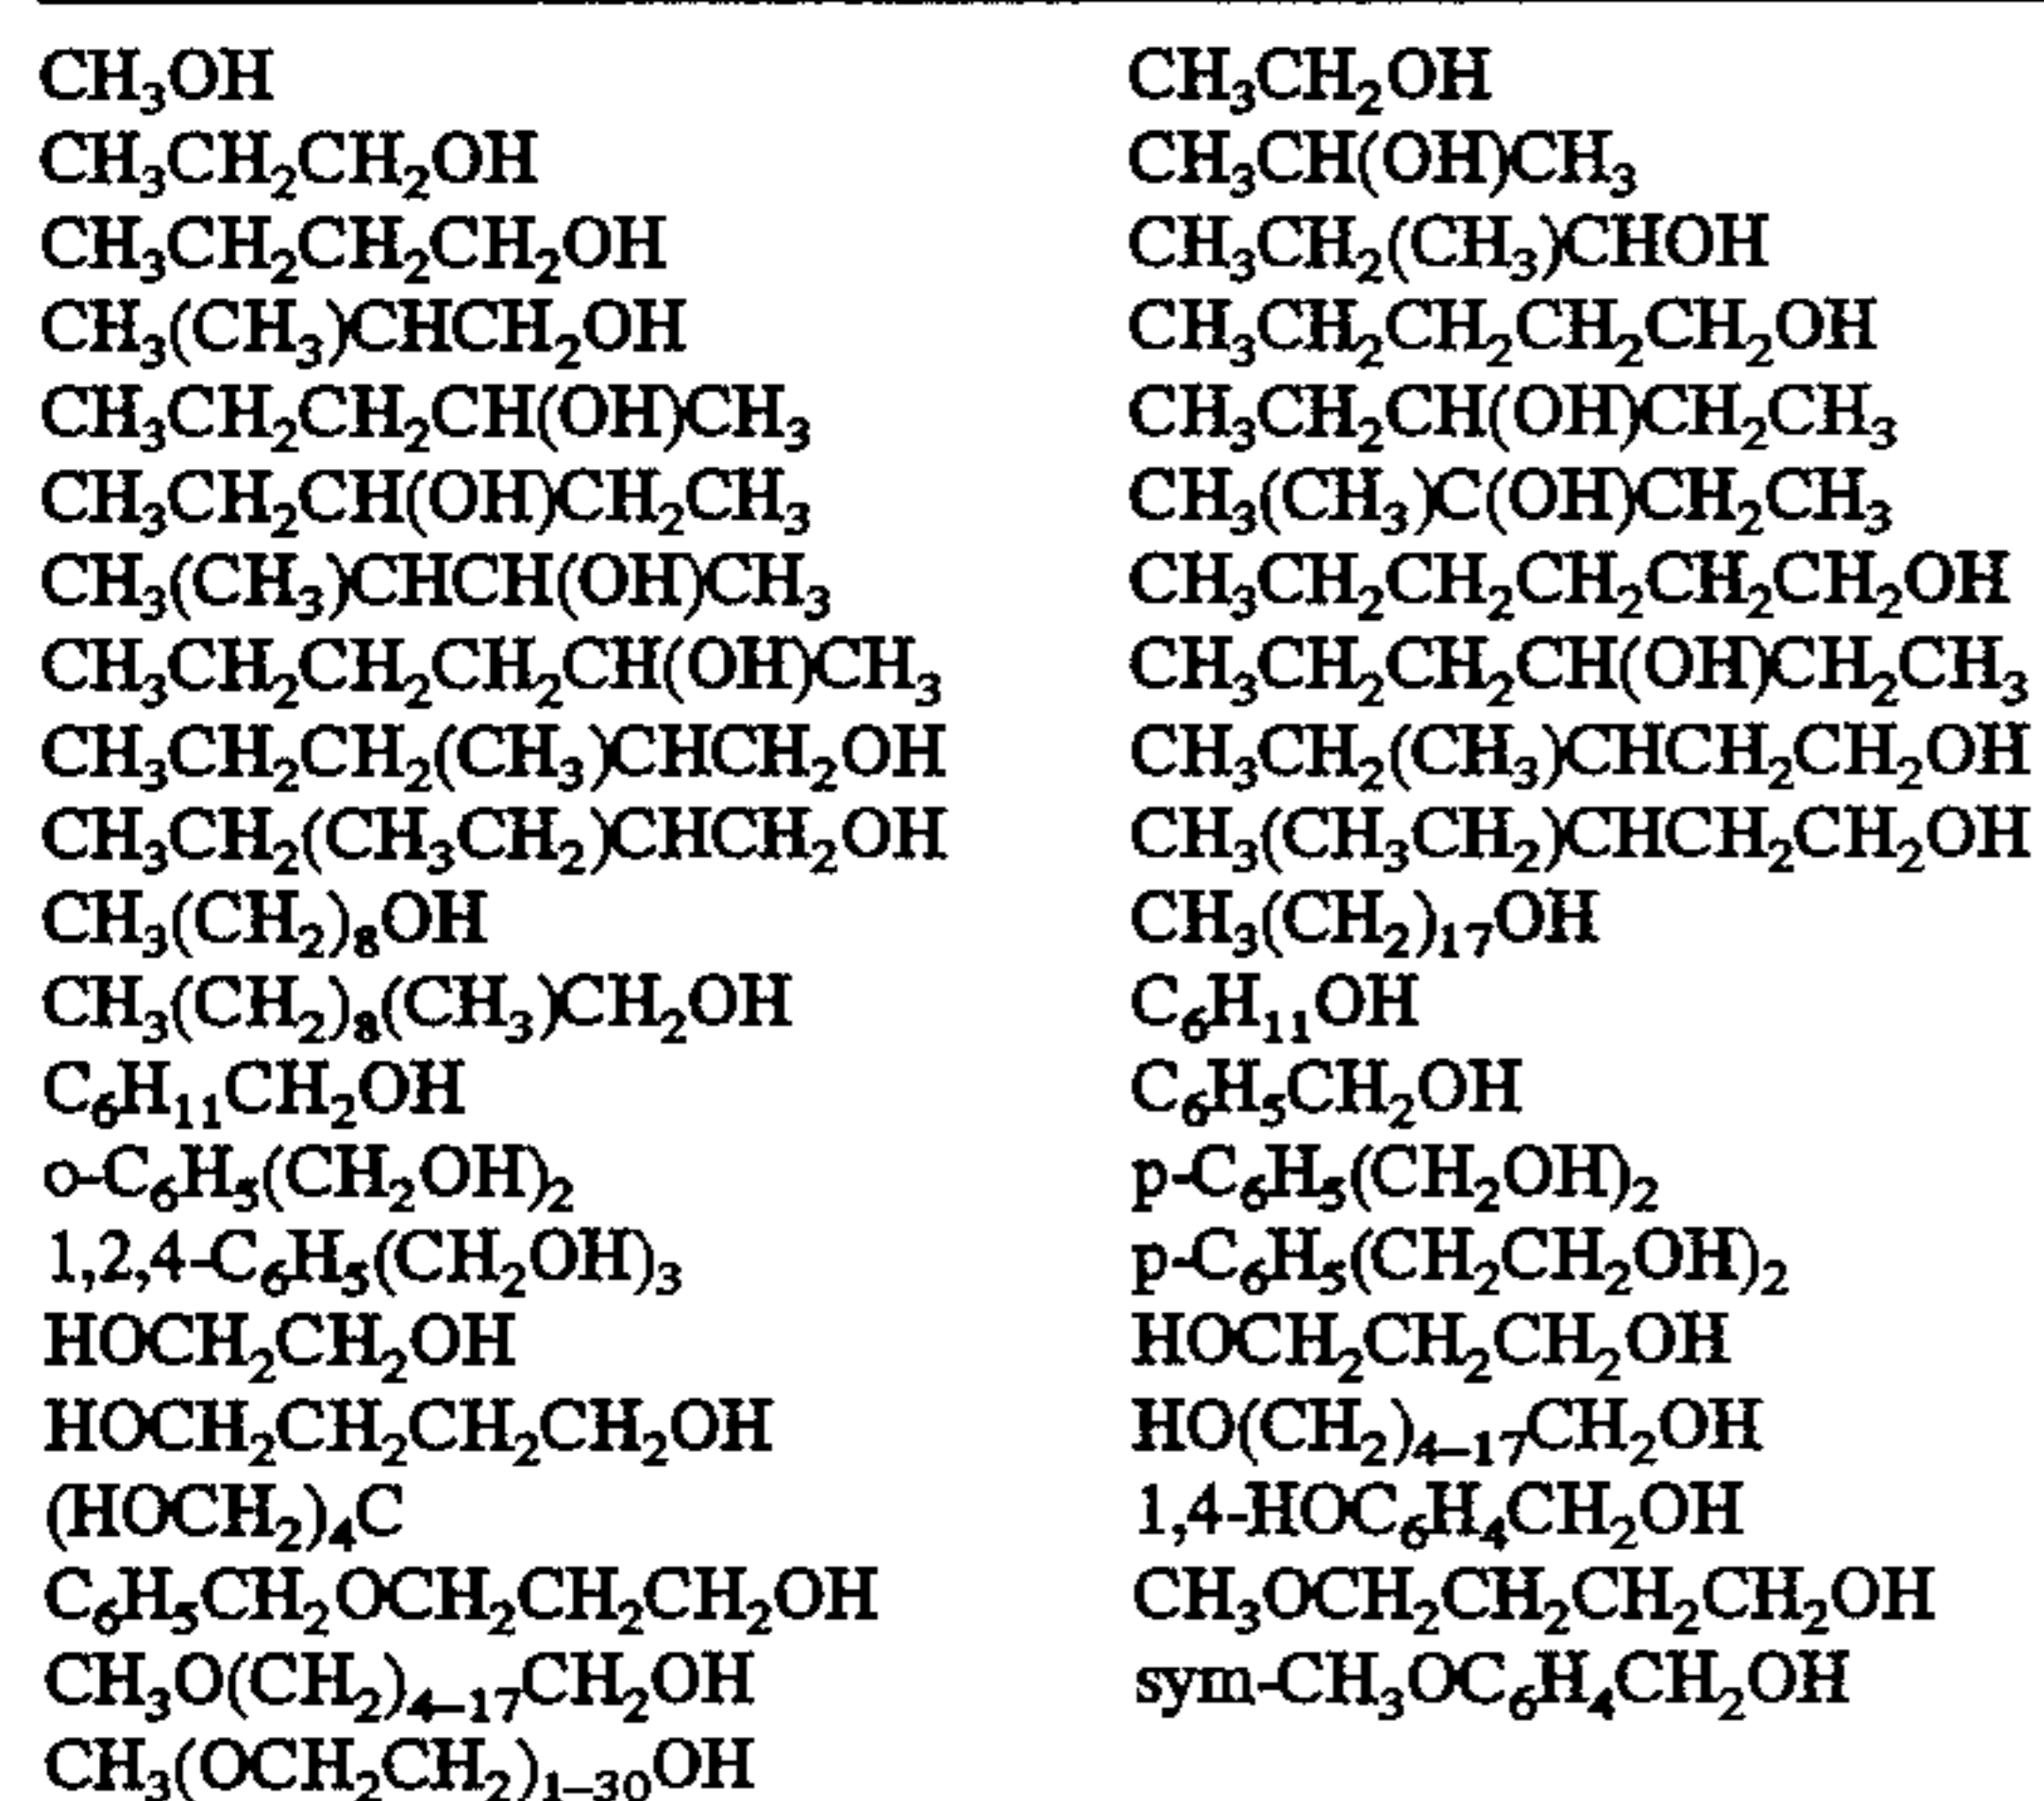 CH₃OH CH₃CH₂OH
CH₃CH₂CH₂OH CH₃CH(OH)CH₃
CH₃CH₂CH₂CH₂OH CH₃CH₂(CH₃)CHOH
CH₃(CH₃)CHCH₂OH CH₃CH₂CH₂CH₂CH₂OH
CH₃CH₂CH₂CH(OH)CH₃ CH₃CH₂CH(OH)CH₂CH₃
CH₃CH₂CH(OH)CH₂CH₃ CH₃(CH₃)C(OH)CH₂CH₃
CH₃(CH₃)CHCH(OH)CH₃ CH₃CH₂CH₂CH₂CH₂CH₂OH
CH₃CH₂CH₂CH₂CH(OH)CH₃ CH₃CH₂CH₂CH(OH)CH₂CH₃
CH₃CH₂CH₂(CH₃)CHCH₂OH CH₃CH₂(CH₃)CHCH₂CH₂OH
CH₃CH₂(CH₃CH₂)CHCH₂OH CH₃(CH₃CH₂)CHCH₂CH₂OH
CH₃(CH₂)₈OH CH₃(CH₂)₁₇OH
CH₃(CH₂)₈(CH₃)CH₂OH C₆H₁₁OH
C₆H₁₁CH₂OH C₆H₅CH₂OH
o-C₆H₅(CH₂OH)₂ p-C₆H₅(CH₂OH)₂
1,2,4-C₆H₅(CH₂OH)₃ p-C₆H₅(CH₂CH₂OH)₂
HOCH₂CH₂OH HOCH₂CH₂CH₂OH
HOCH₂CH₂CH₂CH₂OH HO(CH₂)₄₋₁₇CH₂OH
(HOCH₂)₄C 1,4-HOC₆H₄CH₂OH
C₆H₅CH₂OCH₂CH₂CH₂OH CH₃OCH₂CH₂CH₂CH₂OH
CH₃O(CH₂)₄₋₁₇CH₂OH sym-CH₃OC₆H₄CH₂OH
CH₃(OCH₂CH₂)₁₋₃₀OH